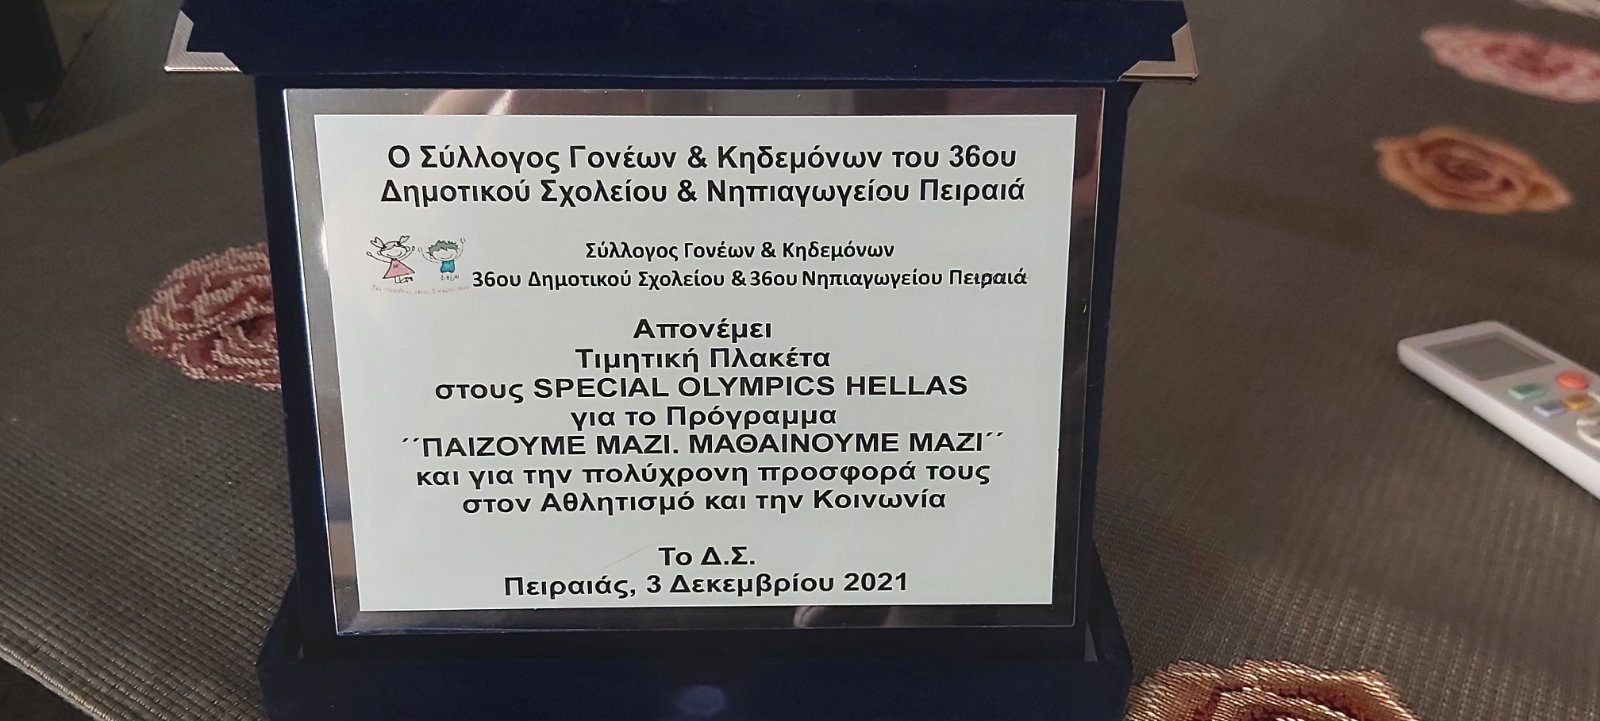 Ο Σύλλογος Γονέων & Κηδεμόνων του 36ου
Δημοτικού Σχολείου & Νηπιαγωγείου Πειραιά
Σύλλογος Γονέων & Κηδεμόνων
36ου Δημοτικού Σχολείου & 36ου Νηπιαγωγείου Πειραιά
Απονέμει
Τιμητική Πλακέτα
στους SPECIAL OLYMPICS HELLAS
για το Πρόγραμμα
΄΄ΠΑΙΖΟΥΜΕ ΜΑΖΙ. ΜΑΘΑΙΝΟΥΜΕ ΜΑΖΙ΄΄
και για την πολύχρονη προσφορά τους
στον Αθλητισμό και την Κοινωνία
Το Δ.Σ.
Πειραιάς, 3 Δεκεμβρίου 2021